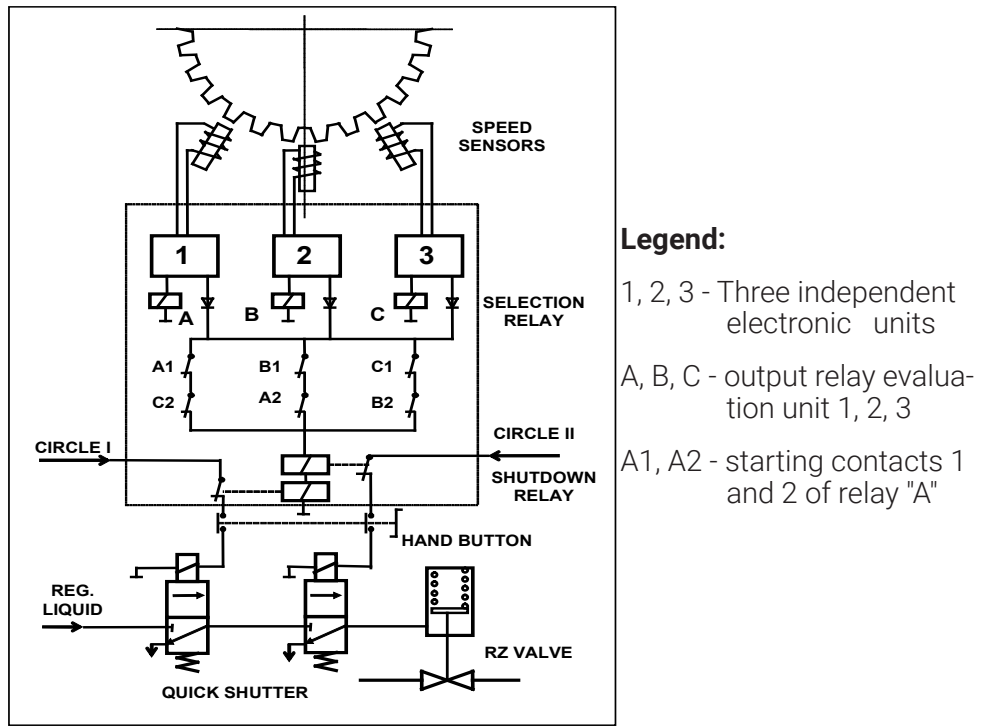 SPEED
SENSORS
1
2
3
A
B
C
SELECTION
RELAY
A1
B1
C1
C2
A2
B2
CIRCLE I
CIRCLE II
SHUTDOWN
RELAY
HAND BUTTON
REG.
LIQUID
RZ VALVE
QUICK SHUTTER
Legend:
1, 2, 3 - Three independent
electronic units
A, B, C - output relay evalua-
tion unit 1, 2, 3
A1, A2 - starting contacts 1
and 2 of relay "A"